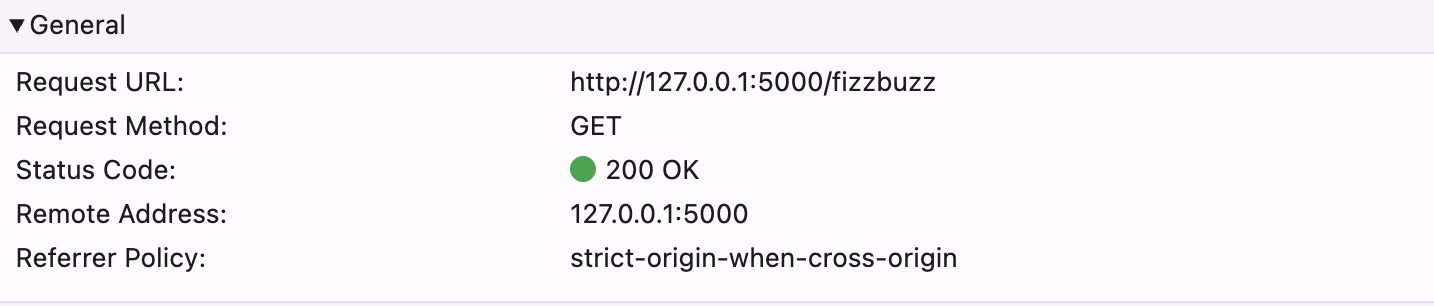 General
Request URL: http://127.0.0.1:5000/fizzbuzz
Request Method: GET
Status Code: 200 OK
Remote Address: 127.0.0.1:5000
Referrer Policy: strict-origin-when-cross-origin